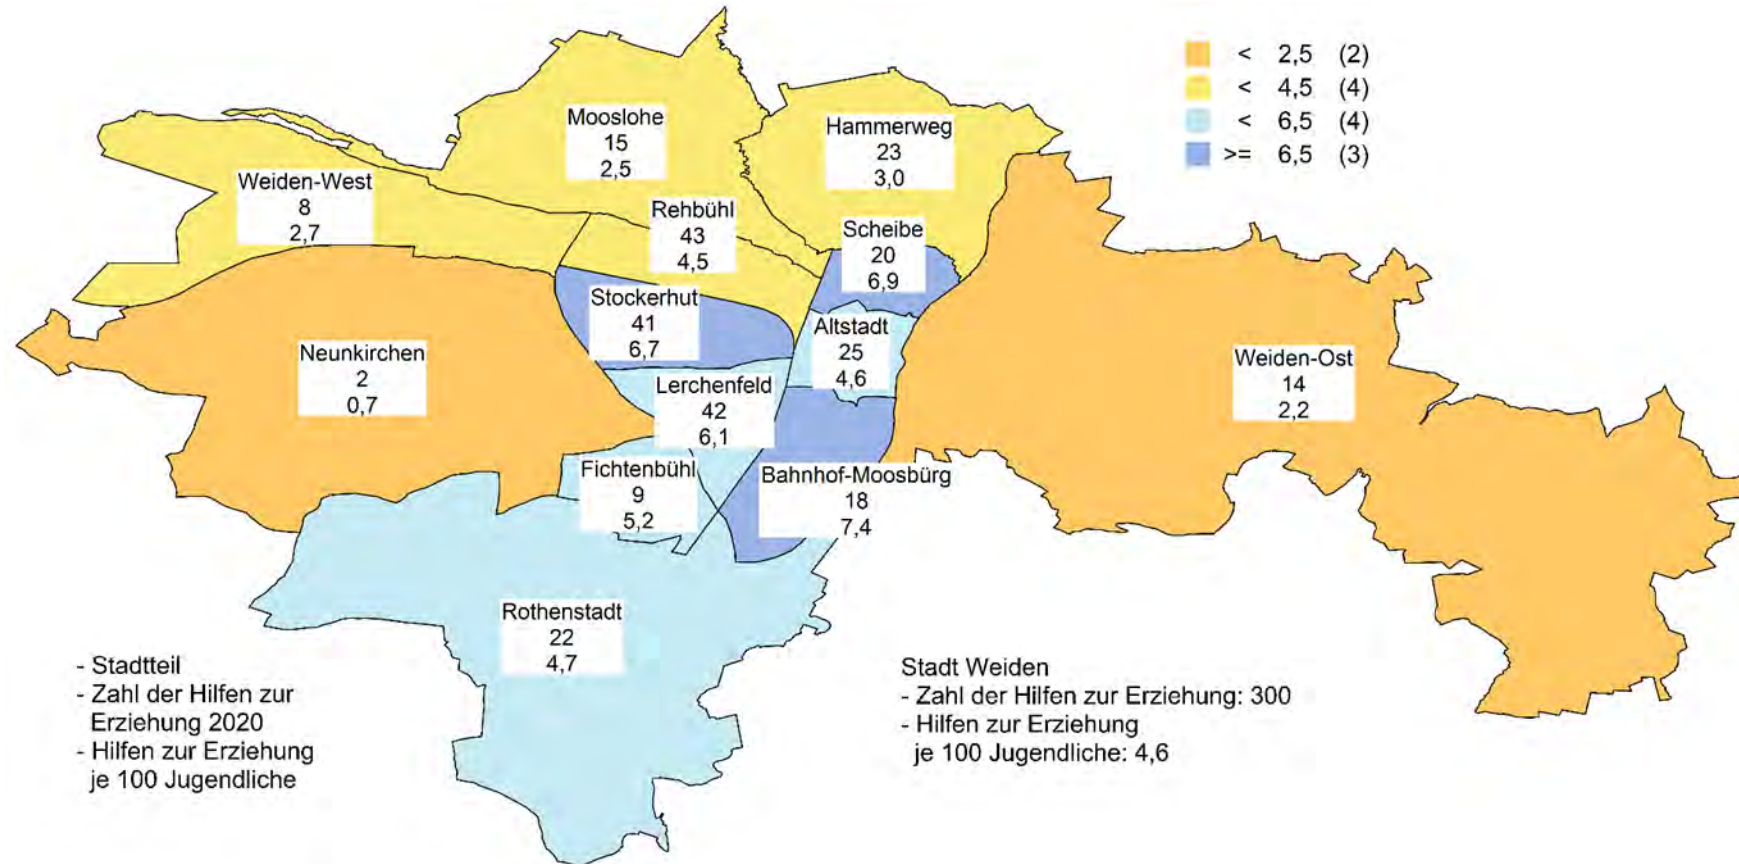 < 2,5 (2)
< 4,5 (4)
< 6,5 (4)
>= 6,5 (3)
Mooslohe
15
2,5
Hammerweg
23
3,0
Weiden-West
8
2,7
Rehbühl
43
4,5
Scheibe
20
6,9
Stockerhut
41
6,7
Altstadt
25
4,6
Neunkirchen
2
0,7
Weiden-Ost
14
2,2
Lerchenfeld
42
6,1
Fichtenbühl
9
5,2
Bahnhof-Moosbürg
18
7,4
Rothenstadt
22
4,7
- Stadtteil
- Zahl der Hilfen zur
Erziehung 2020
- Hilfen zur Erziehung
je 100 Jugendliche
Stadt Weiden
- Zahl der Hilfen zur Erziehung: 300
- Hilfen zur Erziehung
je 100 Jugendliche: 4,6